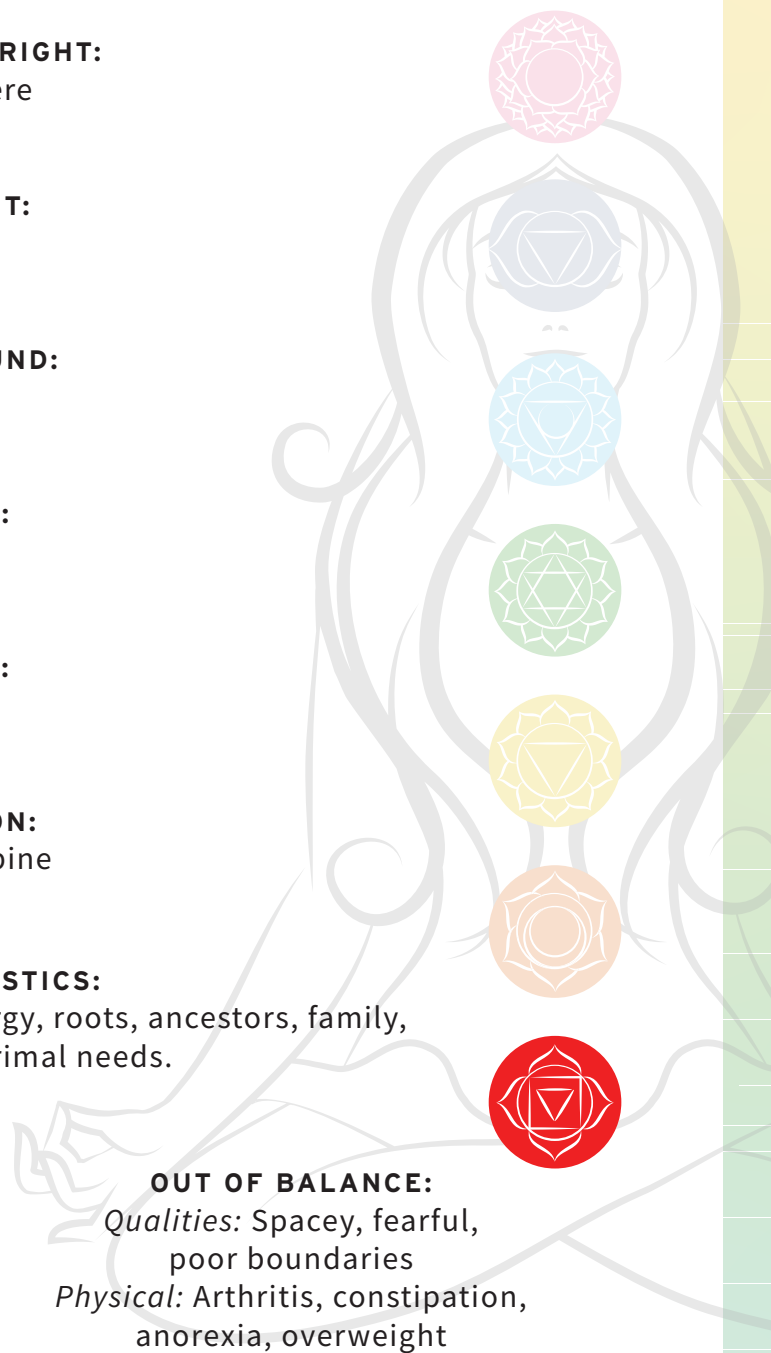 RIGHT:
ere
T:
UND:
:
:
ON:
pine
STICS:
rgy, roots, ancestors, family,
rimal needs.
OUT OF BALANCE:
Qualities: Spacey, fearful,
poor boundaries
Physical: Arthritis, constipation,
anorexia, overweight